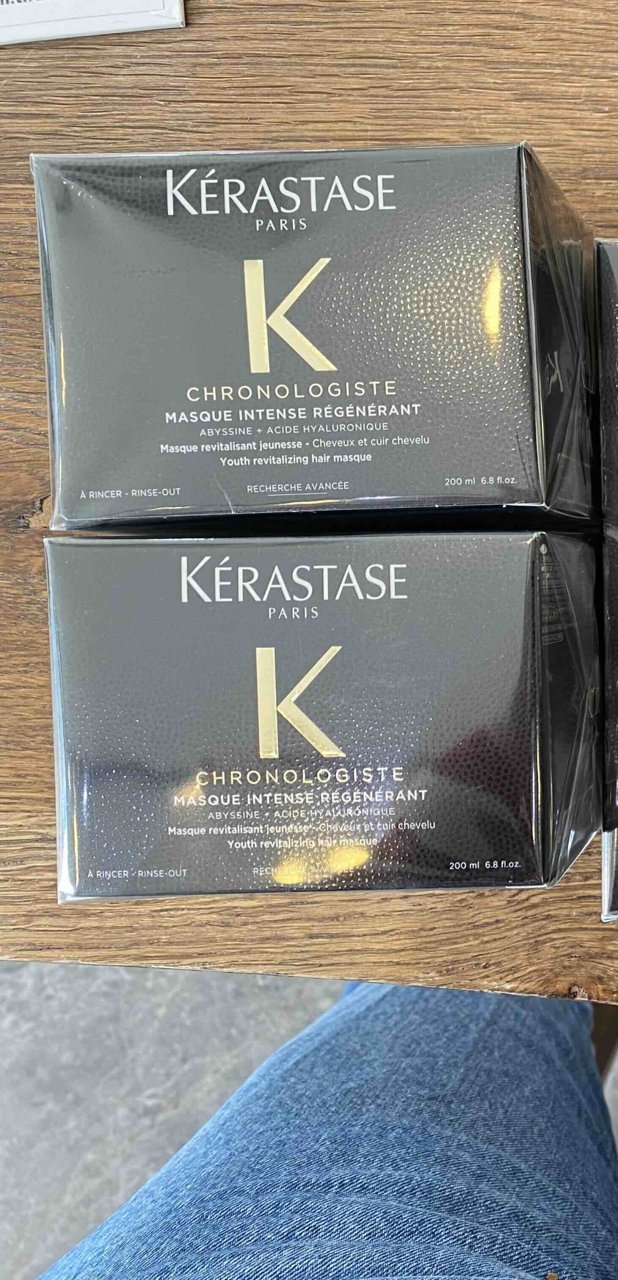 KÉRASTASE
PARIS
K
CHRONOLOGISTE
MASQUE INTENSE RÉGÉNÉRANT
ABYSSINE + ACIDE HYALURONIQUE
Masque revitalisant jeunesse - Cheveux et cuir chevelu
Youth revitalizing hair masque
À RINCER - RINSE-OUT
RECHERCHE AVANCÉE
200 ml 6.8 fl.oz.
K
KÉRASTASE
PARIS
K
CHRONOLOGISTE
MASQUE INTENSE RÉGÉNÉRANT
ABYSSINE + ACIDE HYALURONIQUE
Masque revitalisant jeunesse - Cheveux et cuir chevelu
Youth revitalizing hair masque
À RINCER - RINSE-OUT
200 ml 6.8 fl.oz.